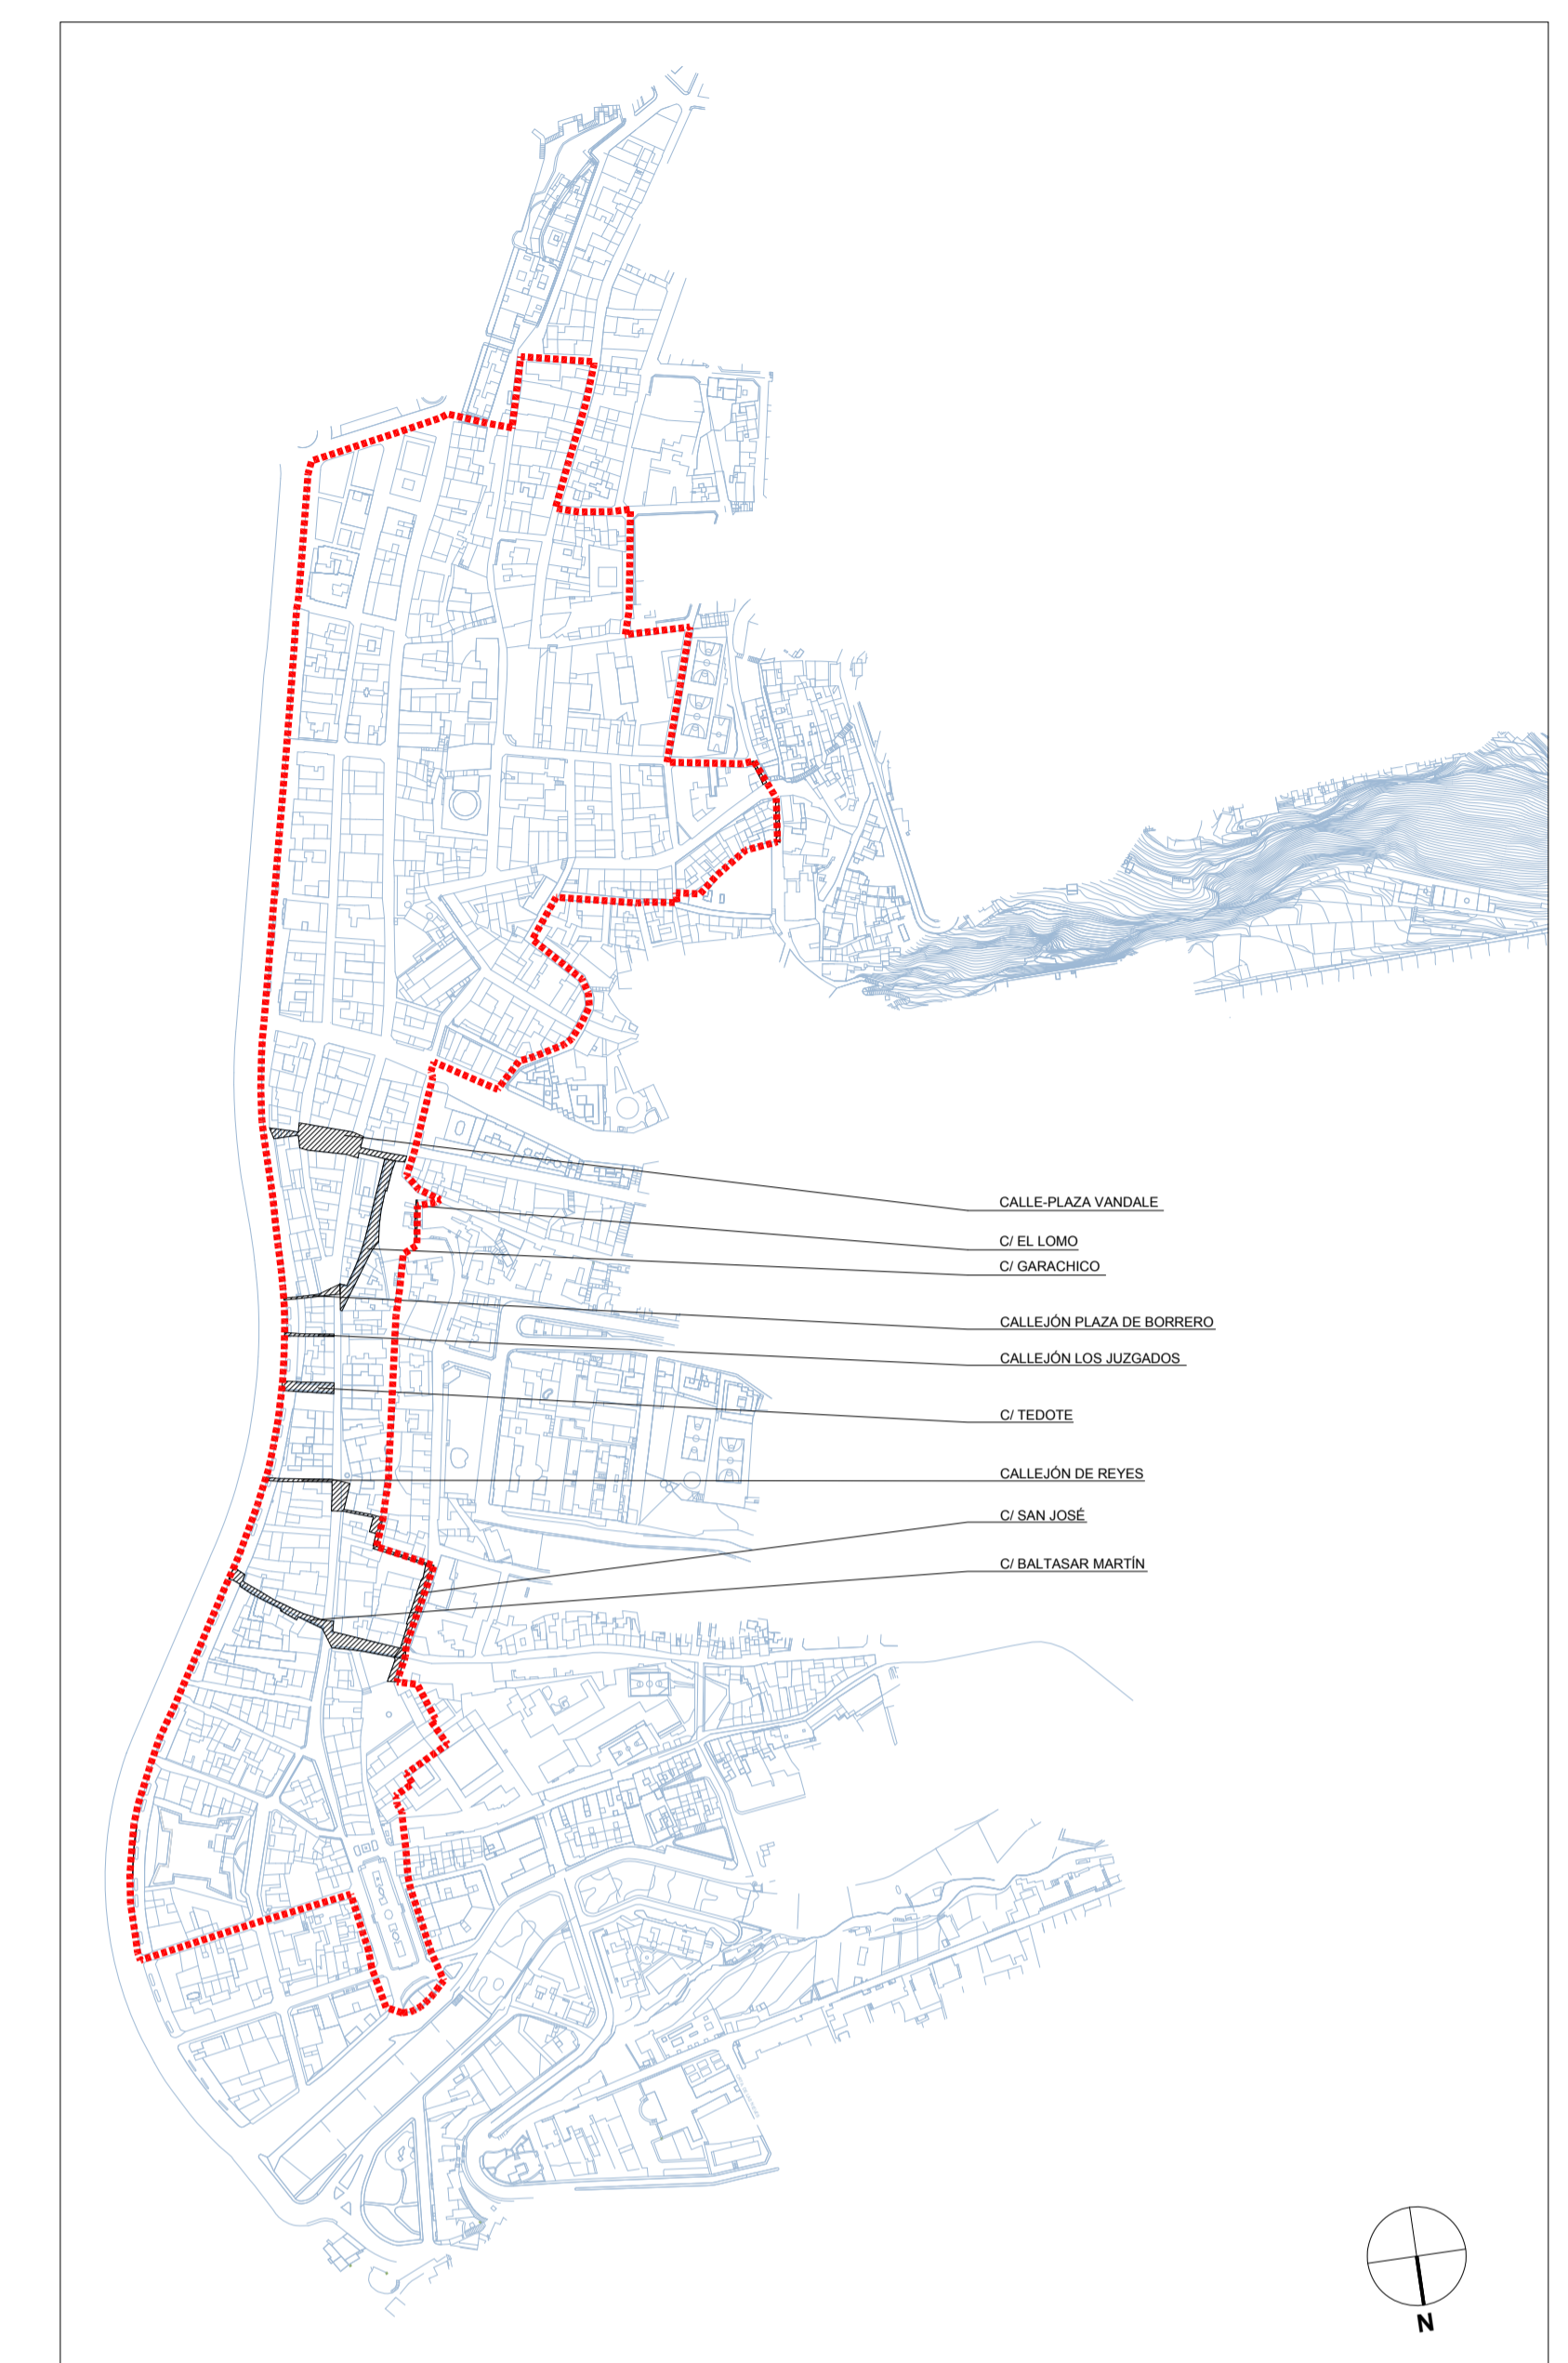 CALLE-PLAZA VANDALE
C/ EL LOMO
C/ GARACHICO
CALLEJÓN PLAZA DE BORRERO
CALLEJÓN LOS JUZGADOS
C/ TEDOTE
CALLEJÓN DE REYES
C/ SAN JOSÉ
C/ BALTASAR MARTÍN
N